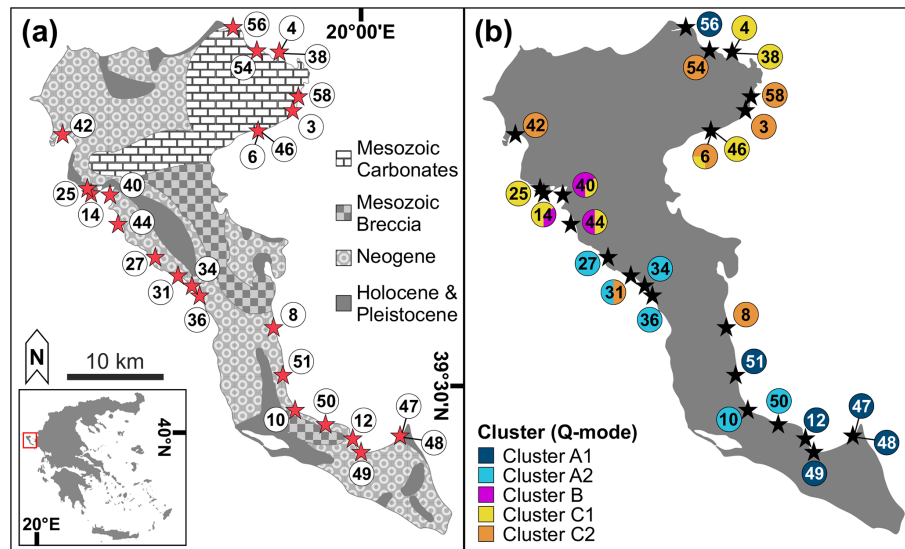 (a)
20°00'E
56
4
54
38
58
3
42
6
46
25
40
14
44
27
34
31
36
8
51
50
10
12
47
48
49
Mesozoic
Carbonates
Mesozoic
Breccia
Neogene
Holocene &
Pleistocene
N
10 km
39°30'N
40°N
20°E
(b)
56
4
54
38
58
3
42
6
46
25
40
14
44
27
34
31
36
8
51
50
10
12
47
48
49
Cluster (Q-mode)
Cluster A1
Cluster A2
Cluster B
Cluster C1
Cluster C2